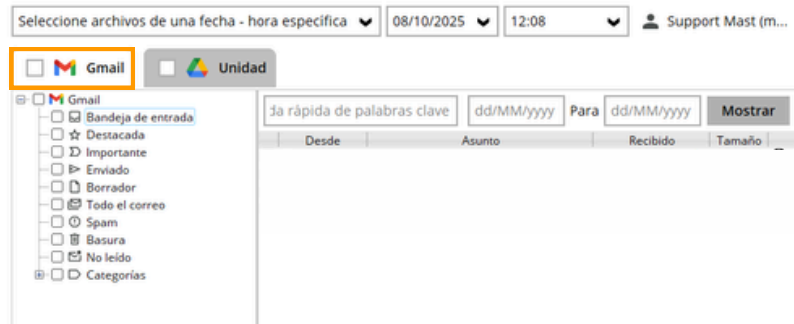 Seleccione archivos de una fecha - hora específica 08/10/2025 12:08 Support Mast (m...
Gmail Unidad
Gmail
Bandeja de entrada
Destacada
Importante
Enviado
Borrador
Todo el correo
Spam
Basura
No leído
Categorías
rápida de palabras clave dd/MM/yyyy Para dd/MM/yyyy Mostrar
Desde Asunto Recibido Tamaño